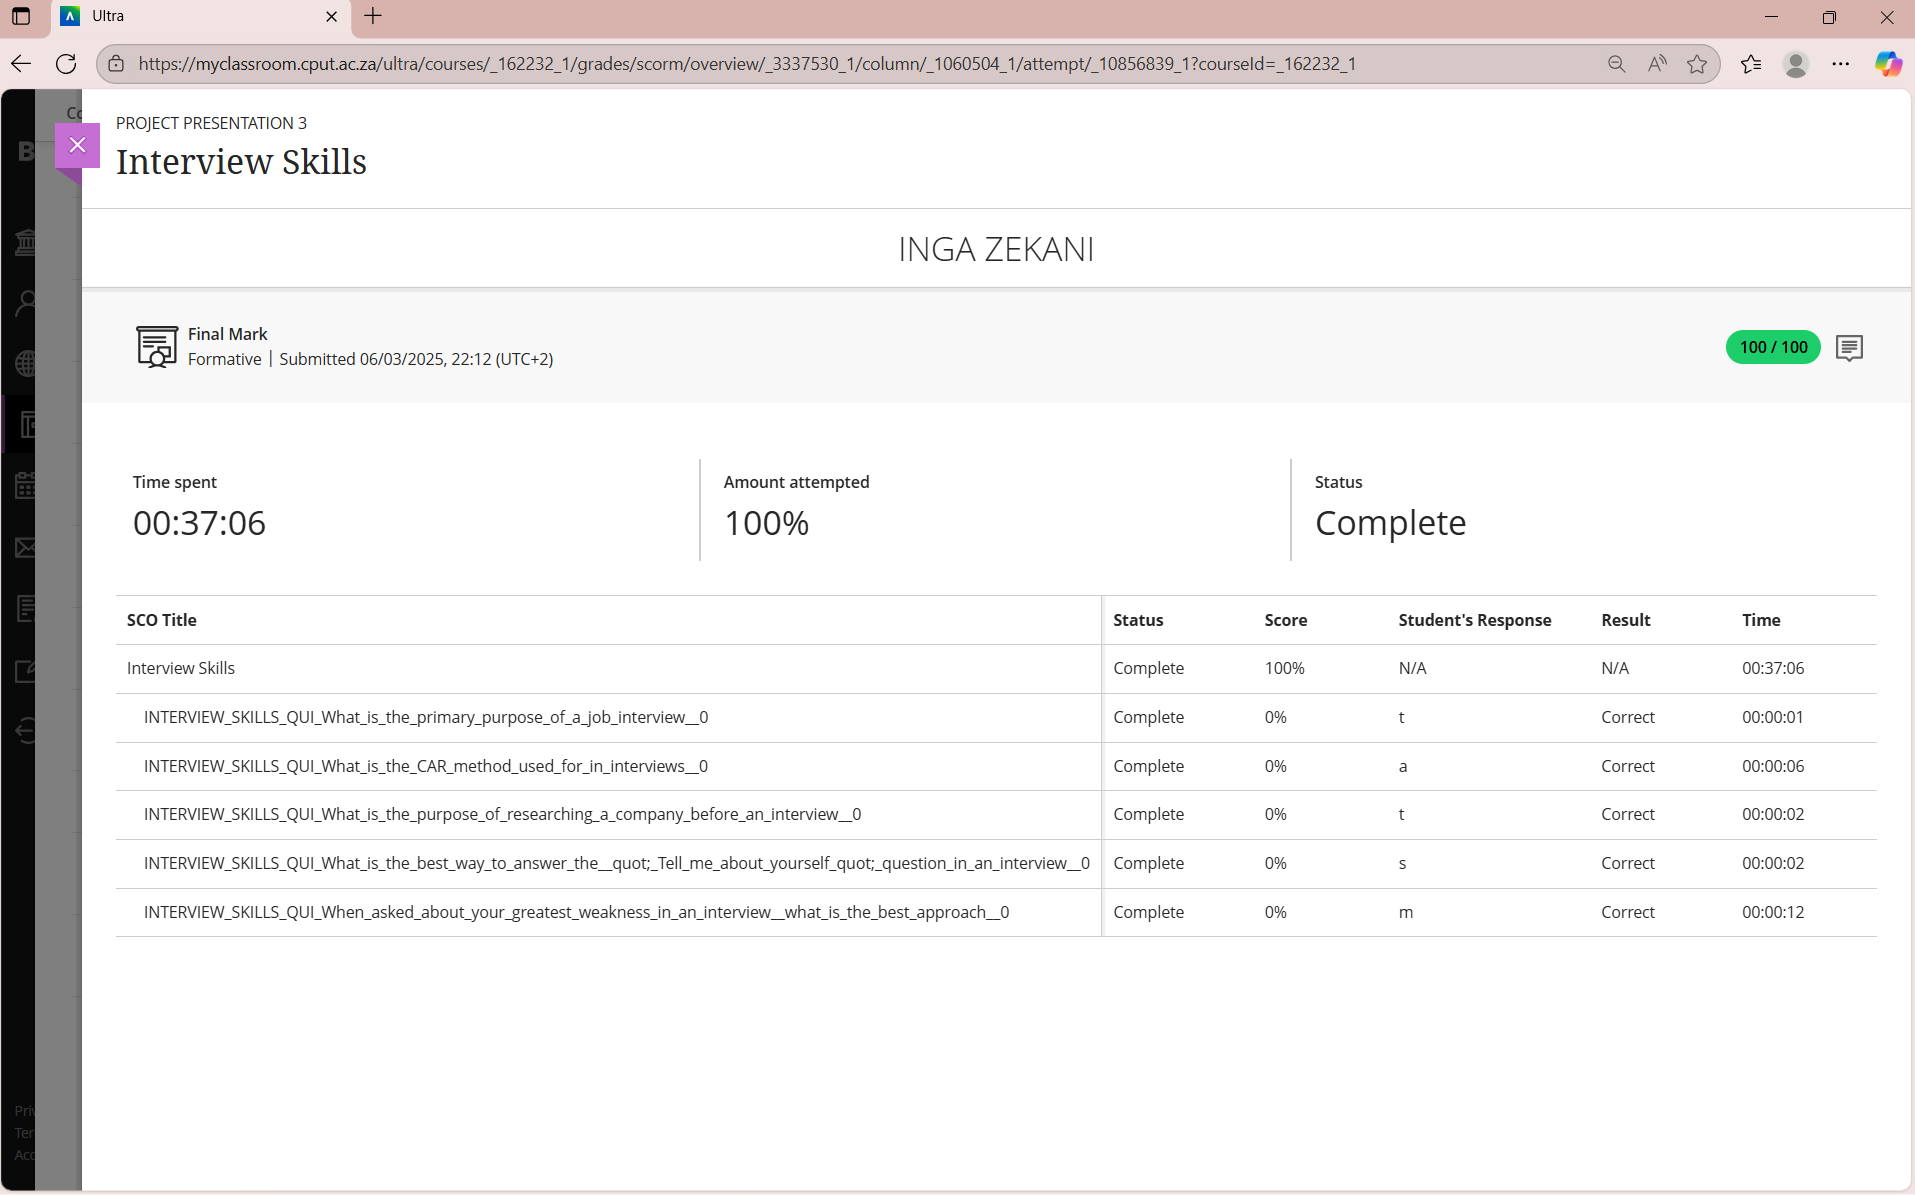 Ultra
https://myclassroom.cput.ac.za/ultra/courses/_162232_1/grades/scorm/overview/_3337530_1/column/_1060504_1/attempt/_10856839_1?courseId=_162232_1
PROJECT PRESENTATION 3
Interview Skills
INGA ZEKANI
Final Mark
Formative | Submitted 06/03/2025, 22:12 (UTC+2)
100 / 100
Time spent
00:37:06
Amount attempted
100%
Status
Complete
SCO Title Status Score Student's Response Result Time
Interview Skills Complete 100% N/A N/A 00:37:06
INTERVIEW_SKILLS_QUI_What_is_the_primary_purpose_of_a_job_interview__0 Complete 0% t Correct 00:00:01
INTERVIEW_SKILLS_QUI_What_is_the_CAR_method_used_for_in_interviews__0 Complete 0% a Correct 00:00:06
INTERVIEW_SKILLS_QUI_What_is_the_purpose_of_researching_a_company_before_an_interview__0 Complete 0% t Correct 00:00:02
INTERVIEW_SKILLS_QUI_What_is_the_best_way_to_answer_the__quot;_Tell_me_about_yourself_quot;_question_in_an_interview__0 Complete 0% s Correct 00:00:02
INTERVIEW_SKILLS_QUI_When_asked_about_your_greatest_weakness_in_an_interview__what_is_the_best_approach__0 Complete 0% m Correct 00:00:12